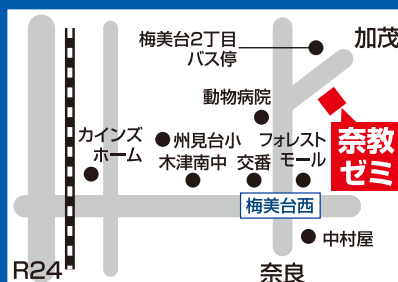 梅美台2丁目
バス停
加茂
動物病院
カインズ
ホーム
州見台小
フォレスト
モール
奈教
ゼミ
木津南中
交番
梅美台西
中村屋
R24
奈良